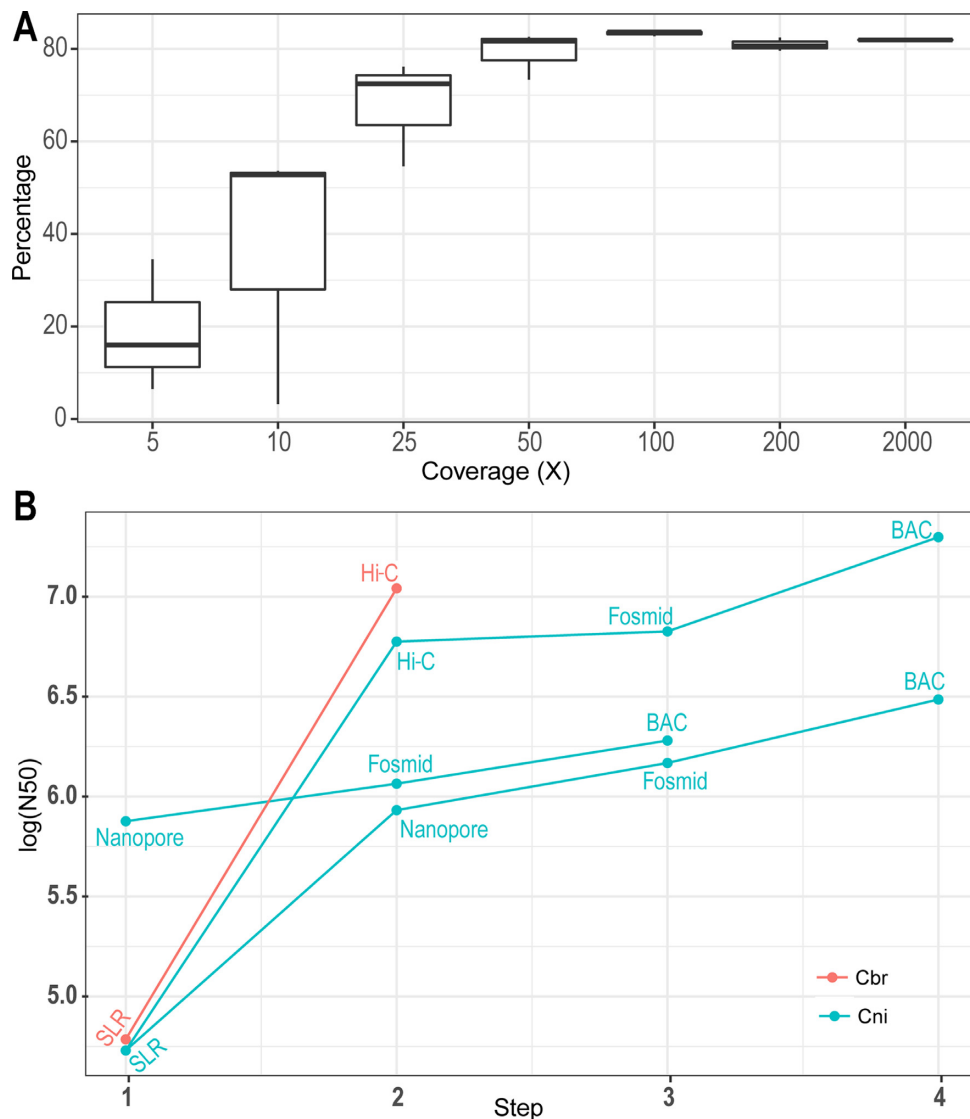 A
Percentage
80
60
40
20
0
5 10 25 50 100 200 2000
Coverage (X)
B
log(N50)
7.0
6.5
6.0
5.5
5.0
BAC
Hi-C
Fosmid
Hi-C
BAC
BAC
Fosmid
Fosmid
Nanopore
Nanopore
SLR
SLR
Cbr
Cni
1 2 3 4
Step